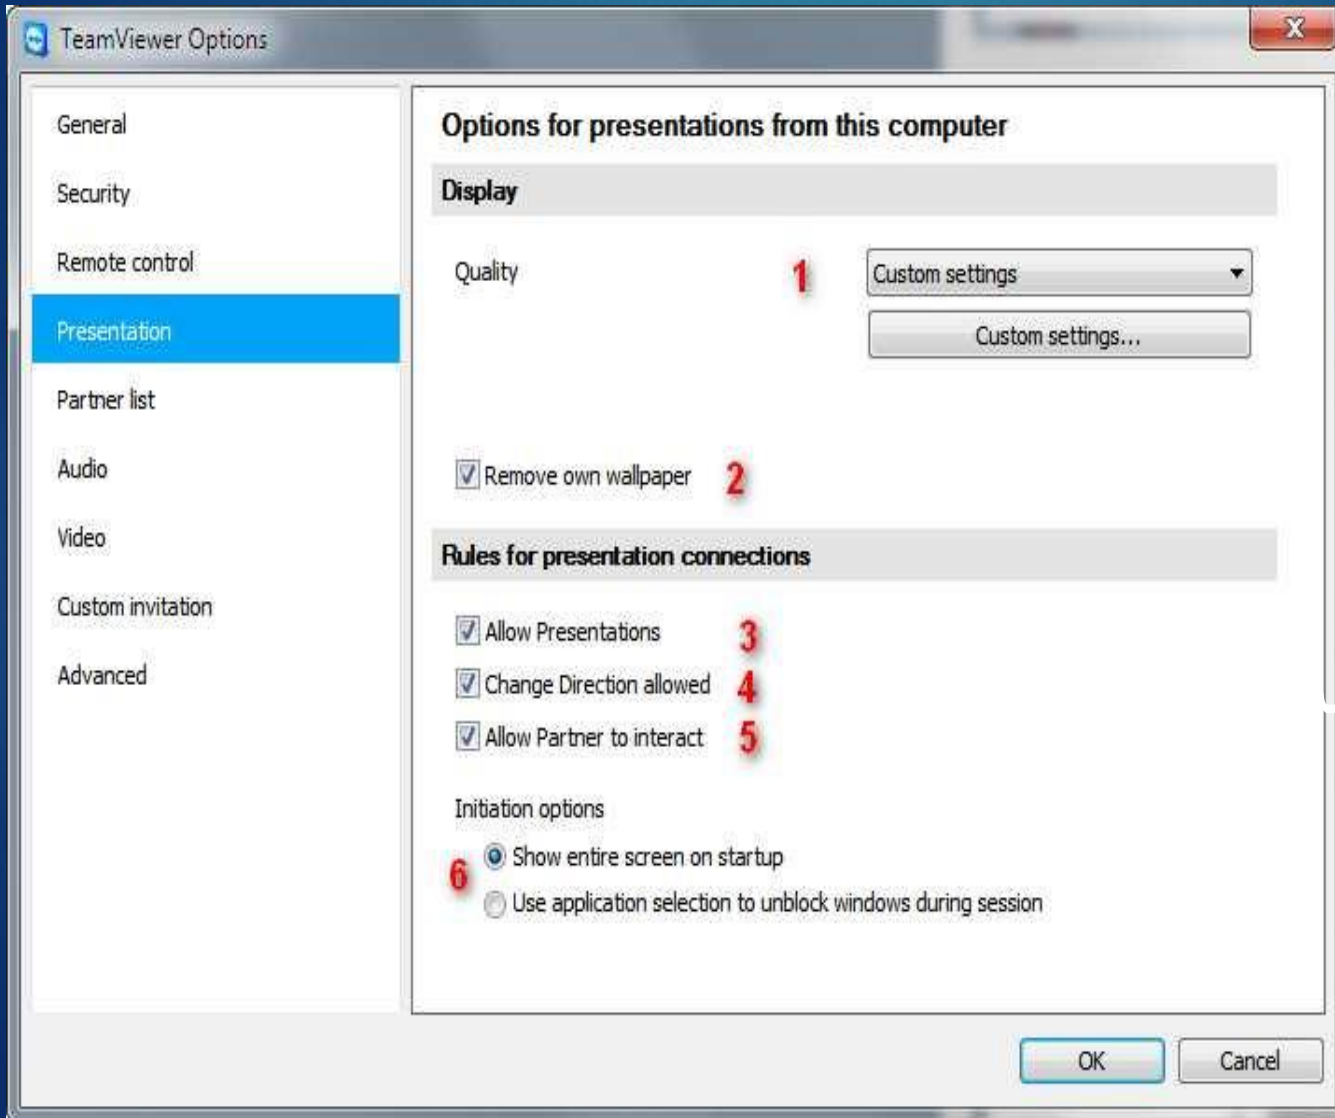 TeamViewer Options
X
General
Security
Remote control
Presentation
Partner list
Audio
Video
Custom invitation
Advanced
Options for presentations from this computer
Display
Quality 1 Custom settings
Custom settings...
Remove own wallpaper 2
Rules for presentation connections
Allow Presentations 3
Change Direction allowed 4
Allow Partner to interact 5
Initiation options
6 Show entire screen on startup
Use application selection to unblock windows during session
OK Cancel